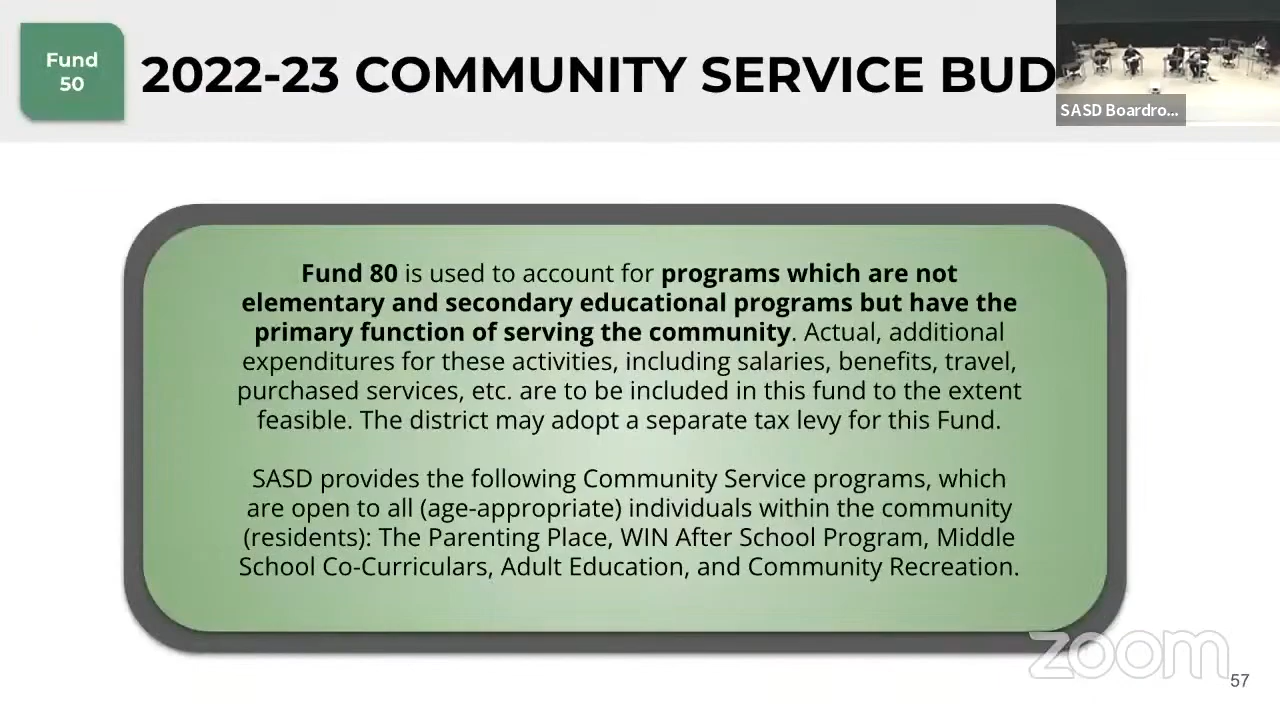 Fund
50
2022-23 COMMUNITY SERVICE BUD
SASD Boardro...
Fund 80 is used to account for programs which are not
elementary and secondary educational programs but have the
primary function of serving the community. Actual, additional
expenditures for these activities, including salaries, benefits, travel,
purchased services, etc. are to be included in this fund to the extent
feasible. The district may adopt a separate tax levy for this Fund.
SASD provides the following Community Service programs, which
are open to all (age-appropriate) individuals within the community
(residents): The Parenting Place, WIN After School Program, Middle
School Co-Curriculars, Adult Education, and Community Recreation.
zoom
57